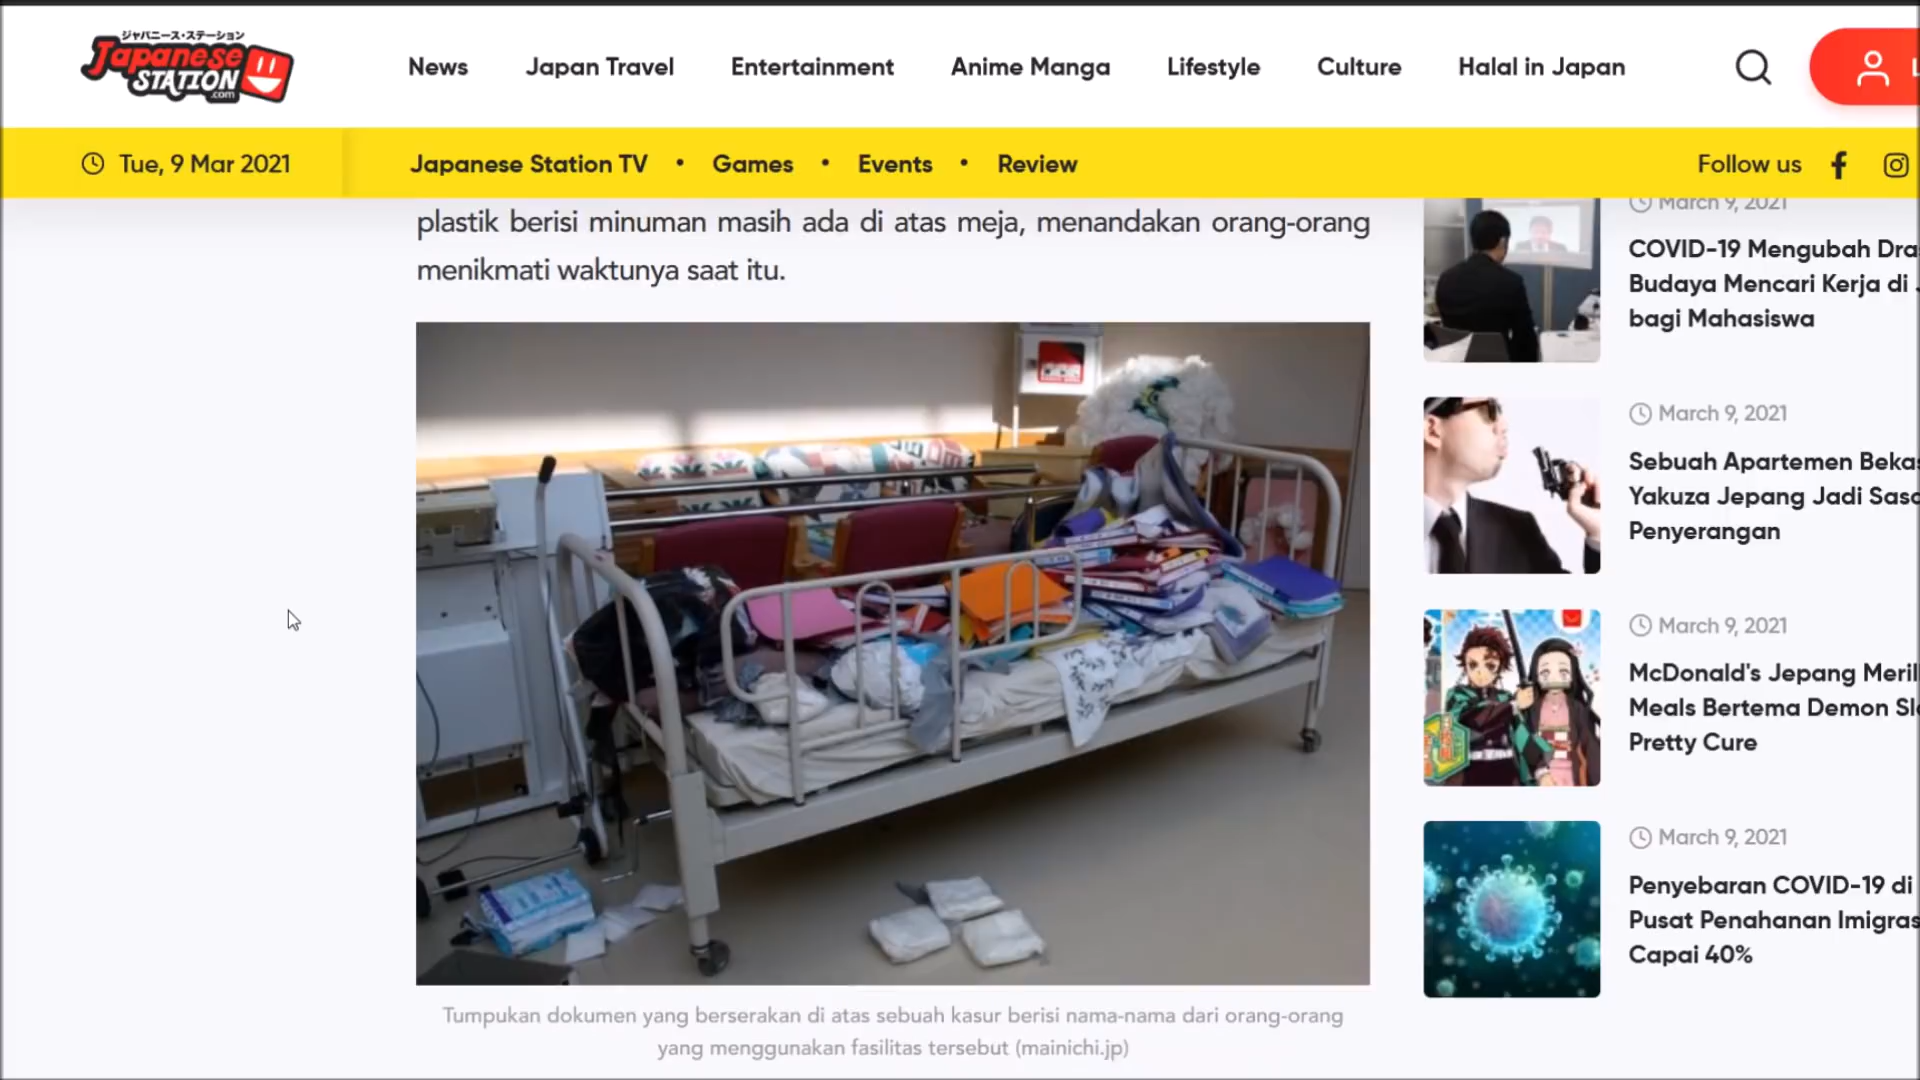 ジャパニーズ・ステーション
Japanese
STATION
.com
News
Japan Travel
Entertainment
Anime Manga
Lifestyle
Culture
Halal in Japan
Tue, 9 Mar 2021
Japanese Station TV • Games • Events • Review
Follow us
plastik berisi minuman masih ada di atas meja, menandakan orang-orang
menikmati waktunya saat itu.
Tumpukan dokumen yang berserakan di atas sebuah kasur berisi nama-nama dari orang-orang
yang menggunakan fasilitas tersebut (mainichi.jp)
March 9, 2021
COVID-19 Mengubah Dra
Budaya Mencari Kerja di
bagi Mahasiswa
March 9, 2021
Sebuah Apartemen Beka
Yakuza Jepang Jadi Sasa
Penyerangan
March 9, 2021
McDonald's Jepang Meril
Meals Bertema Demon Sl
Pretty Cure
March 9, 2021
Penyebaran COVID-19 di
Pusat Penahanan Imigras
Capai 40%